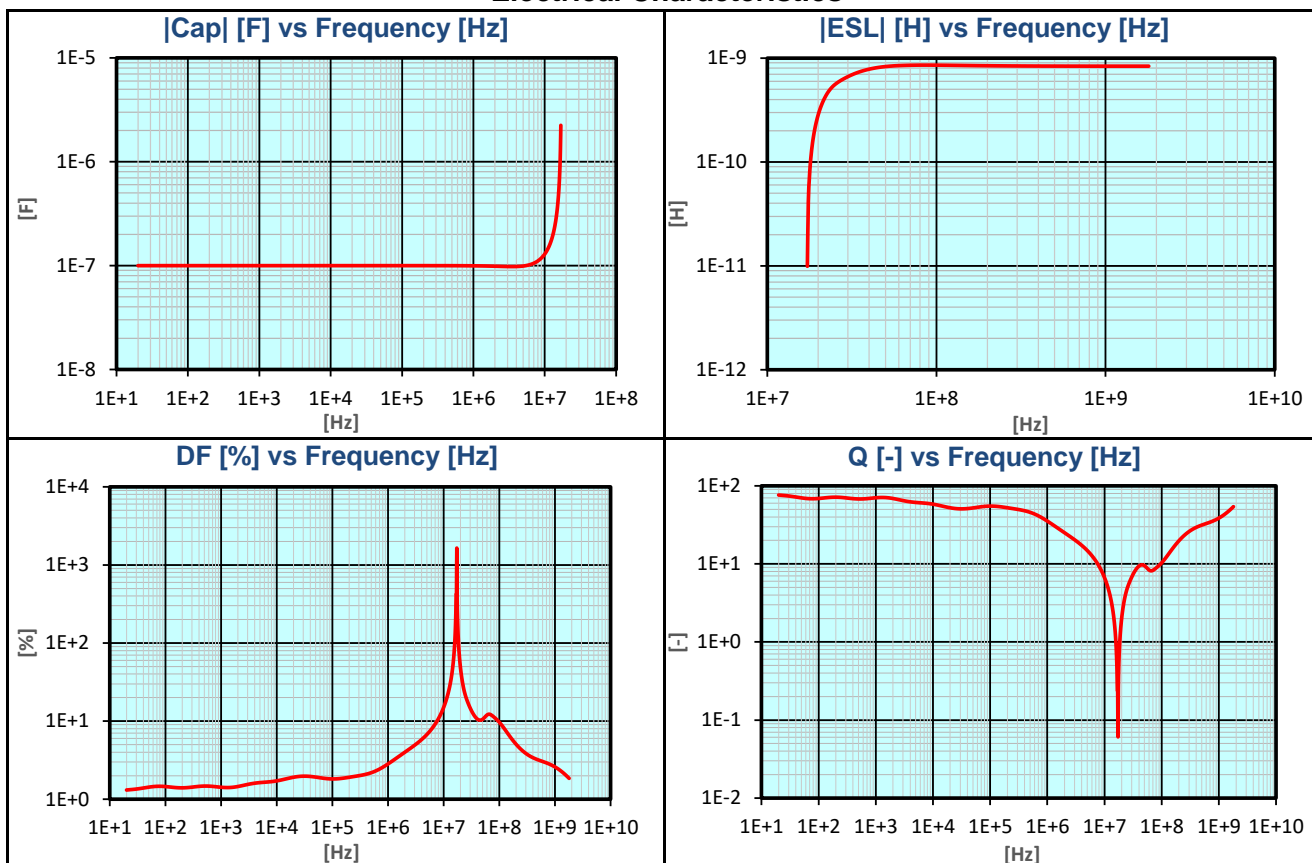 Electrical Characteristics
|Cap| [F] vs Frequency [Hz]
1E-5
1E-6
1E-7
1E-8
[F]
1E+1 1E+2 1E+3 1E+4 1E+5 1E+6 1E+7 1E+8
[Hz]
|ESL| [H] vs Frequency [Hz]
1E-9
1E-10
1E-11
1E-12
[H]
1E+7 1E+8 1E+9 1E+10
[Hz]
DF [%] vs Frequency [Hz]
1E+4
1E+3
1E+2
1E+1
1E+0
[%]
1E+1 1E+2 1E+3 1E+4 1E+5 1E+6 1E+7 1E+8 1E+9 1E+10
[Hz]
Q [-] vs Frequency [Hz]
1E+2
1E+1
1E+0
1E-1
1E-2
[-]
1E+1 1E+2 1E+3 1E+4 1E+5 1E+6 1E+7 1E+8 1E+9 1E+10
[Hz]